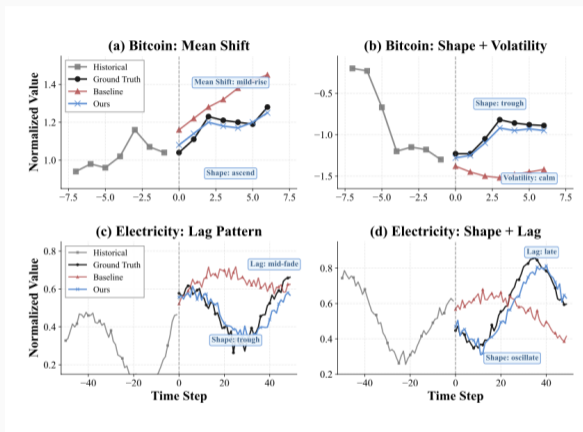 (a) Bitcoin: Mean Shift
Normalized Value
1.4
1.2
1.0
Historical
Ground Truth
Baseline
Ours
Mean Shift: mild-rise
Shape: ascend
−7.5 −5.0 −2.5 0.0 2.5 5.0 7.5
(b) Bitcoin: Shape + Volatility
−0.5
−1.0
−1.5
Shape: trough
Volatility: calm
−7.5 −5.0 −2.5 0.0 2.5 5.0 7.5
(c) Electricity: Lag Pattern
Normalized Value
0.8
0.6
0.4
0.2
Historical
Ground Truth
Baseline
Ours
Lag: mid-fade
Shape: trough
−40 −20 0 20 40
Time Step
(d) Electricity: Shape + Lag
0.8
0.6
0.4
0.2
Lag: late
Shape: oscillate
−40 −20 0 20 40
Time Step